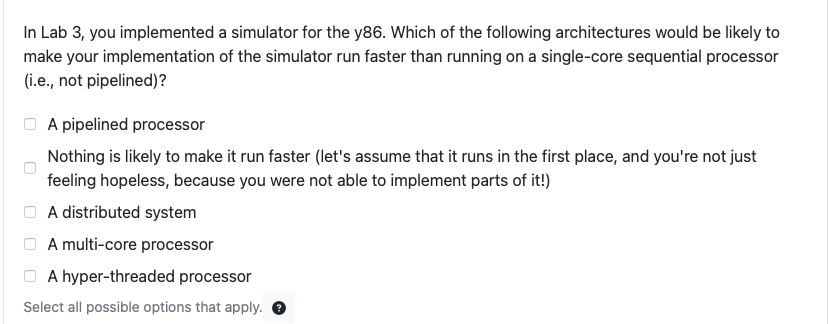 In Lab 3, you implemented a simulator for the y86. Which of the following architectures would be likely to
make your implementation of the simulator run faster than running on a single-core sequential processor
(i.e., not pipelined)?
A pipelined processor
Nothing is likely to make it run faster (let's assume that it runs in the first place, and you're not just
feeling hopeless, because you were not able to implement parts of it!)
A distributed system
A multi-core processor
A hyper-threaded processor
Select all possible options that apply. ?